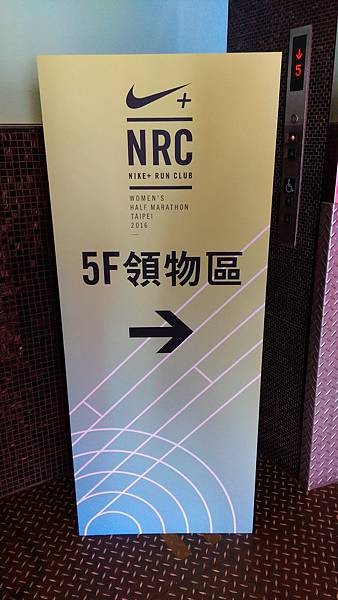 NRC
NIKE+ RUN CLUB
WOMEN'S
HALF MARATHON
TAIPEI
2016
5F領物區
5